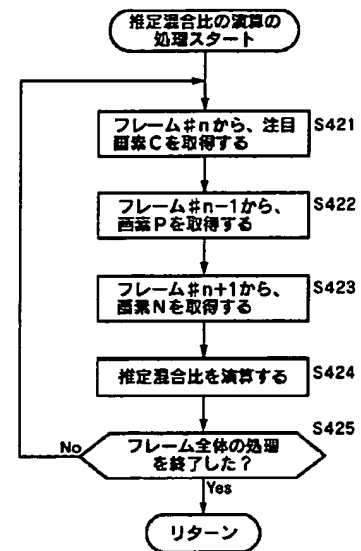 推定混合比の演算の
処理スタート
フレーム#nから、注目
画素Cを取得する
S421
フレーム#n-1から、
画素Pを取得する
S422
フレーム#n+1から、
画素Nを取得する
S423
推定混合比を演算する
S424
S425
フレーム全体の処理
を終了した?
No
Yes
リターン